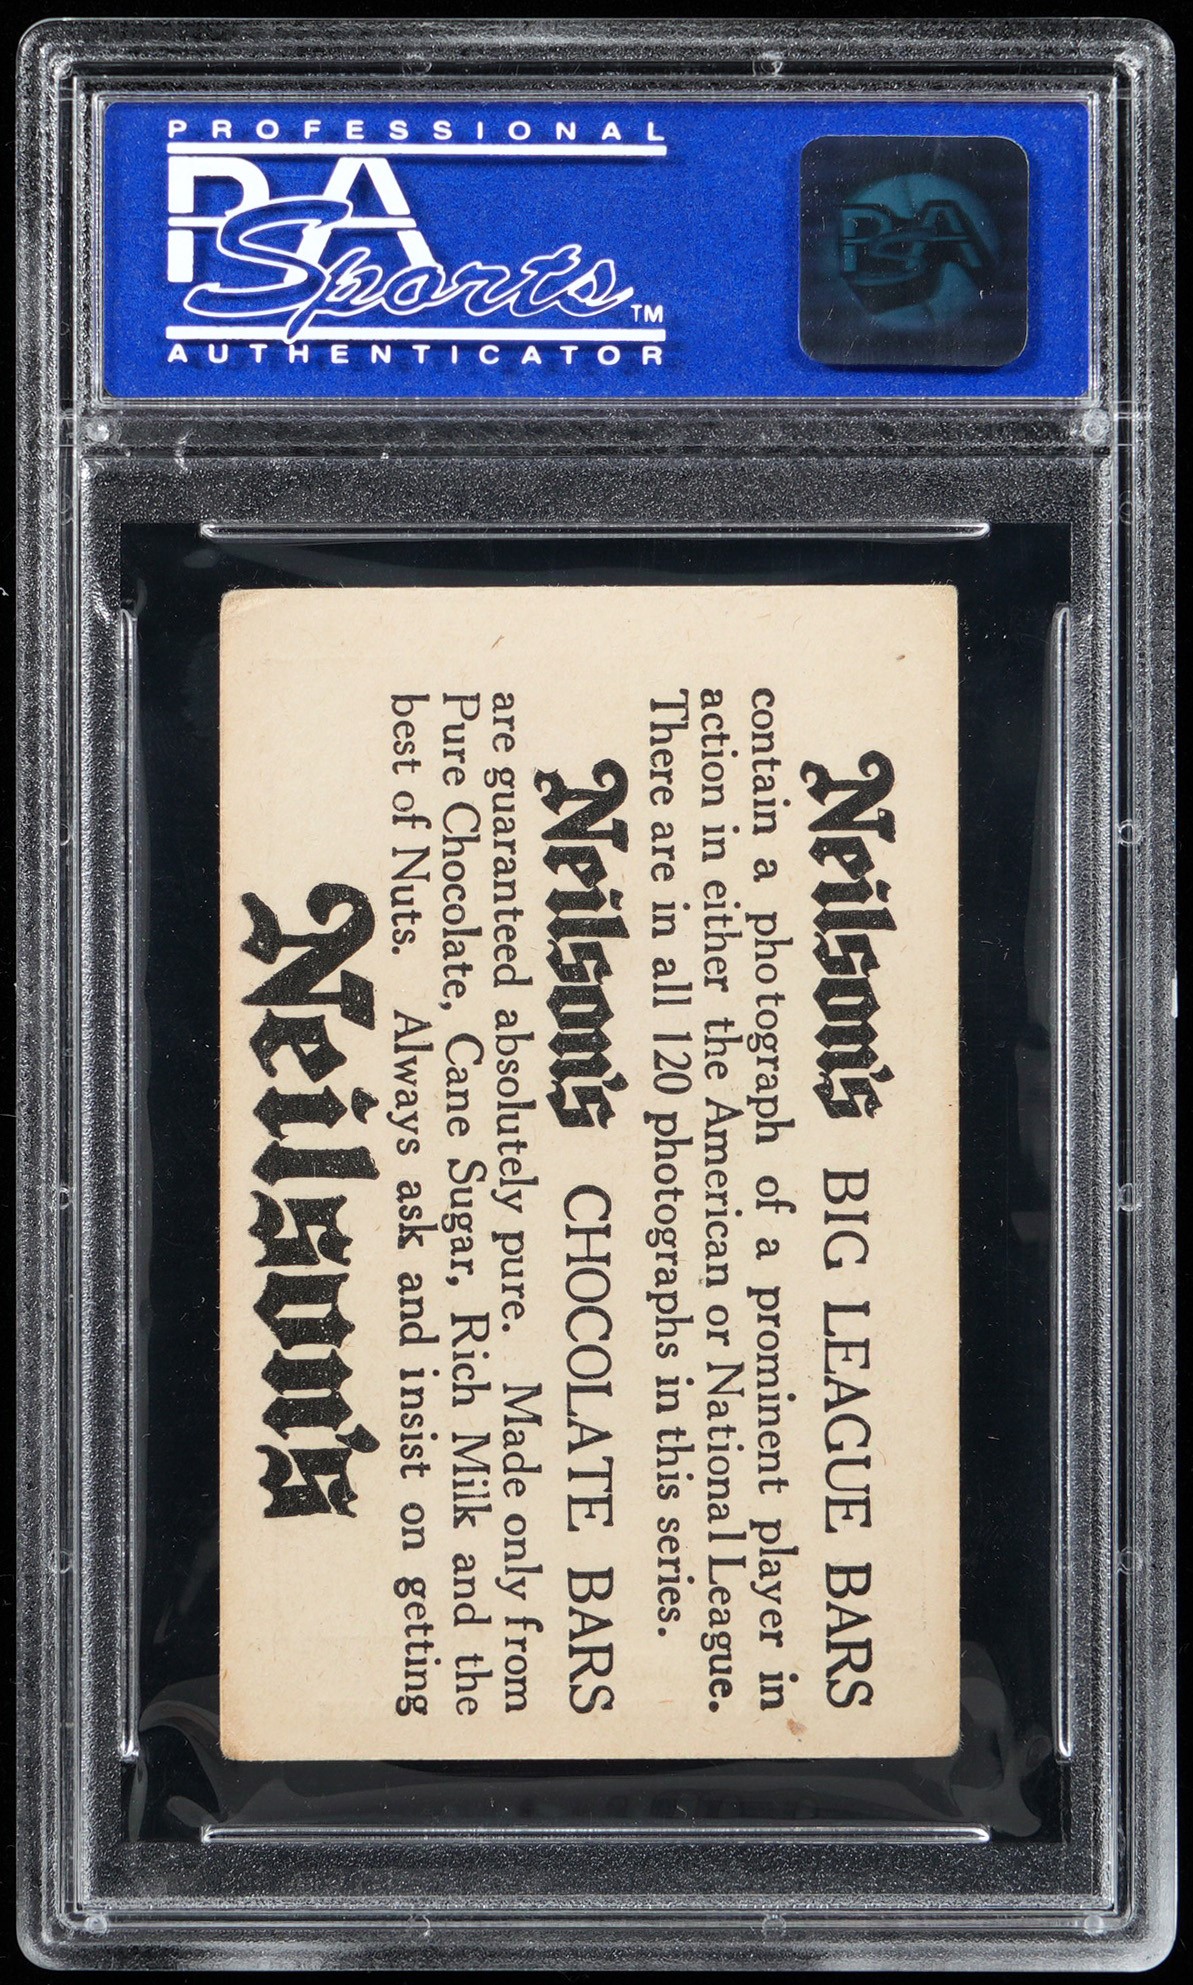 PROFESSIONAL
PSA
Sports TM
AUTHENTICATOR
PSA
Neilson's BIG LEAGUE BARS
contain a photograph of a prominent player in
action in either the American or National League.
There are in all 120 photographs in this series.
Neilson's CHOCOLATE BARS
are guaranteed absolutely pure. Made only from
Pure Chocolate, Cane Sugar, Rich Milk and the
best of Nuts. Always ask and insist on getting
Neilson's